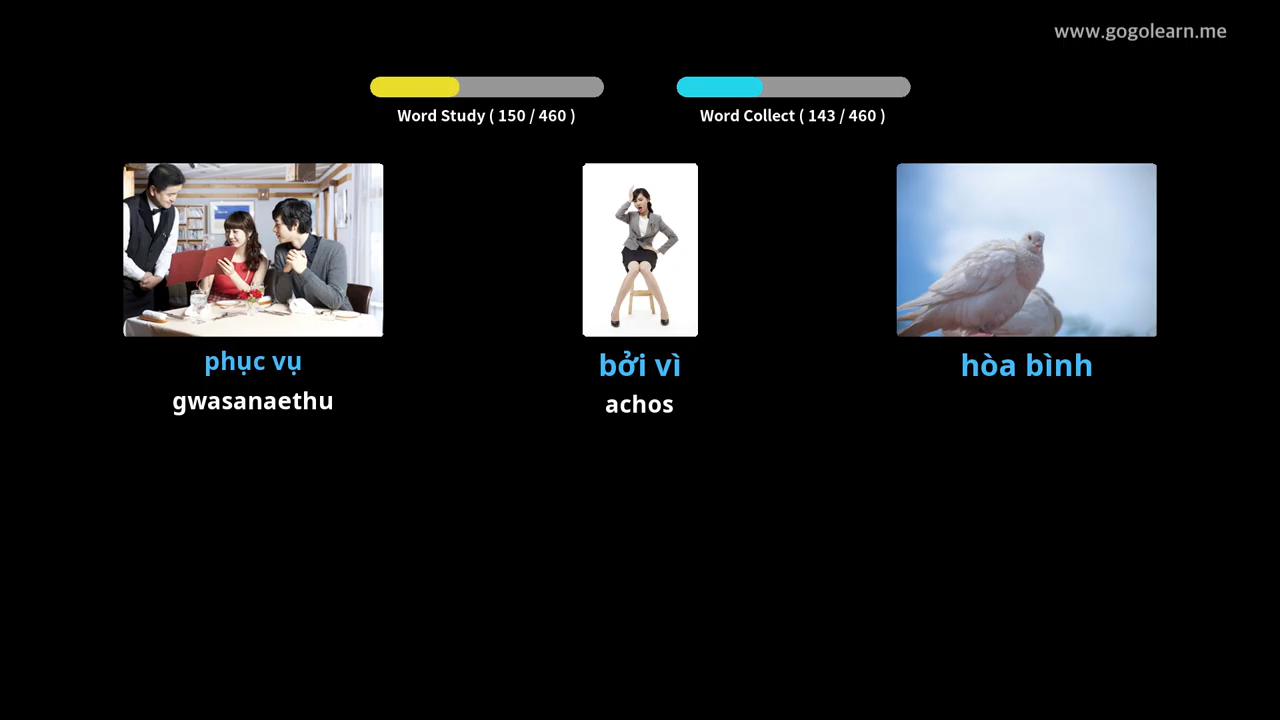 www.gogolearn.me
Word Study ( 150 / 460 )
Word Collect ( 143 / 460 )
phục vụ
bởi vì
hòa bình
gwasanaethu
achos